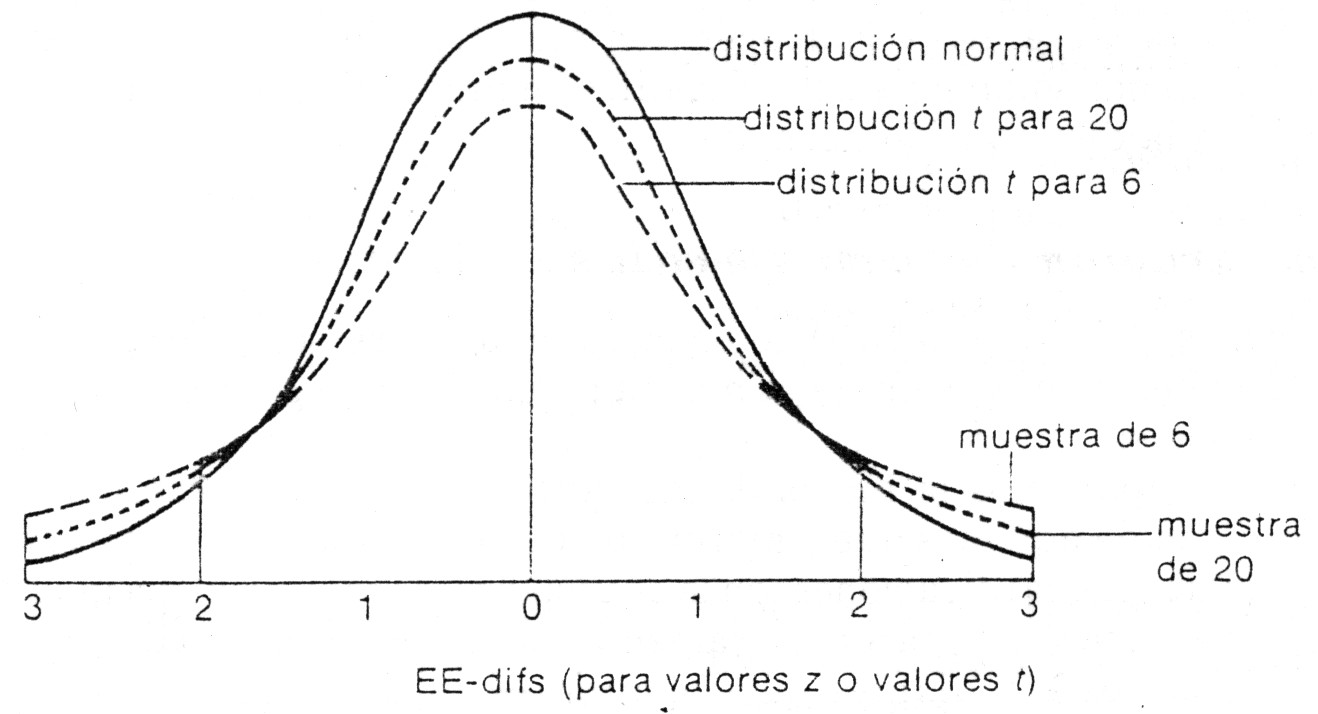 distribución normal
distribución t para 20
distribución t para 6
muestra de 6
muestra
de 20
3 2 1 0 1 2 3
EE-difs (para valores z o valores t)